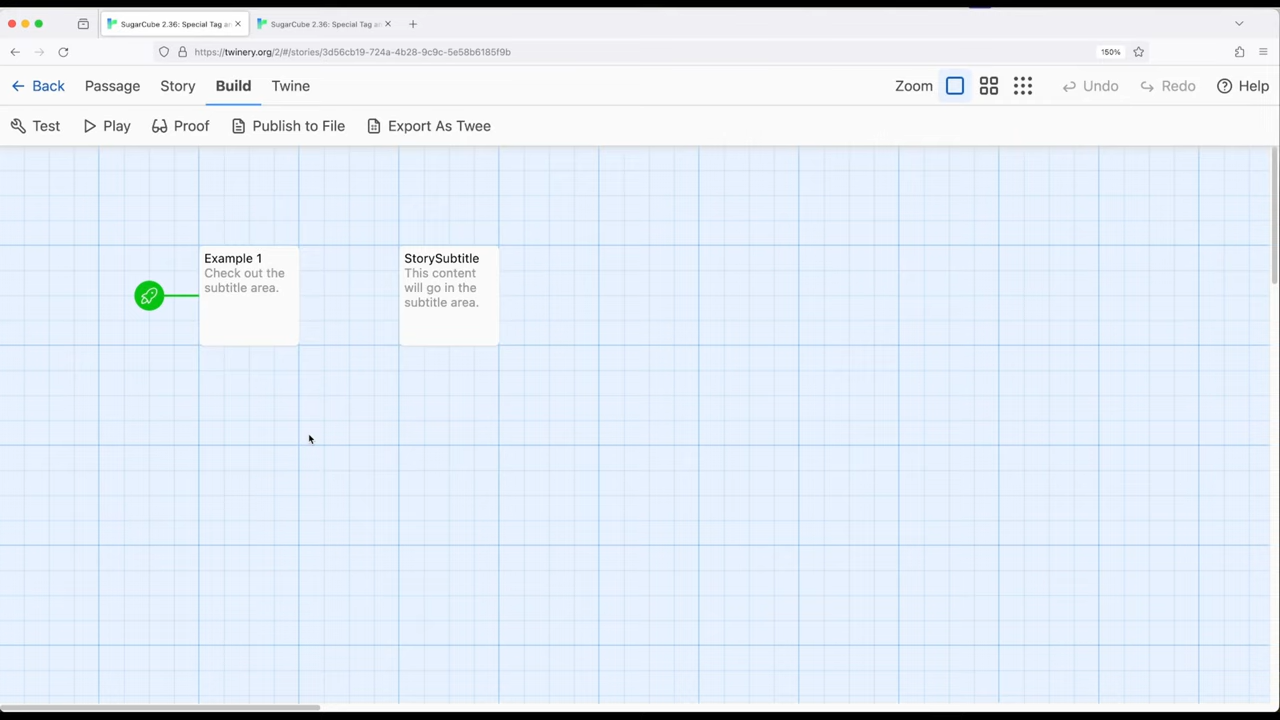 SugarCube 2.36: Special Tag a
SugarCube 2.36: Special Tag a
https://twinery.org/2/#/stories/3d56cb19-724a-4b28-9c9c-5e58b6185f9b
150%
Back
Passage
Story
Build
Twine
Zoom
Undo
Redo
Help
Test
Play
Proof
Publish to File
Export As Twee
Example 1
Check out the
subtitle area.
StorySubtitle
This content
will go in the
subtitle area.